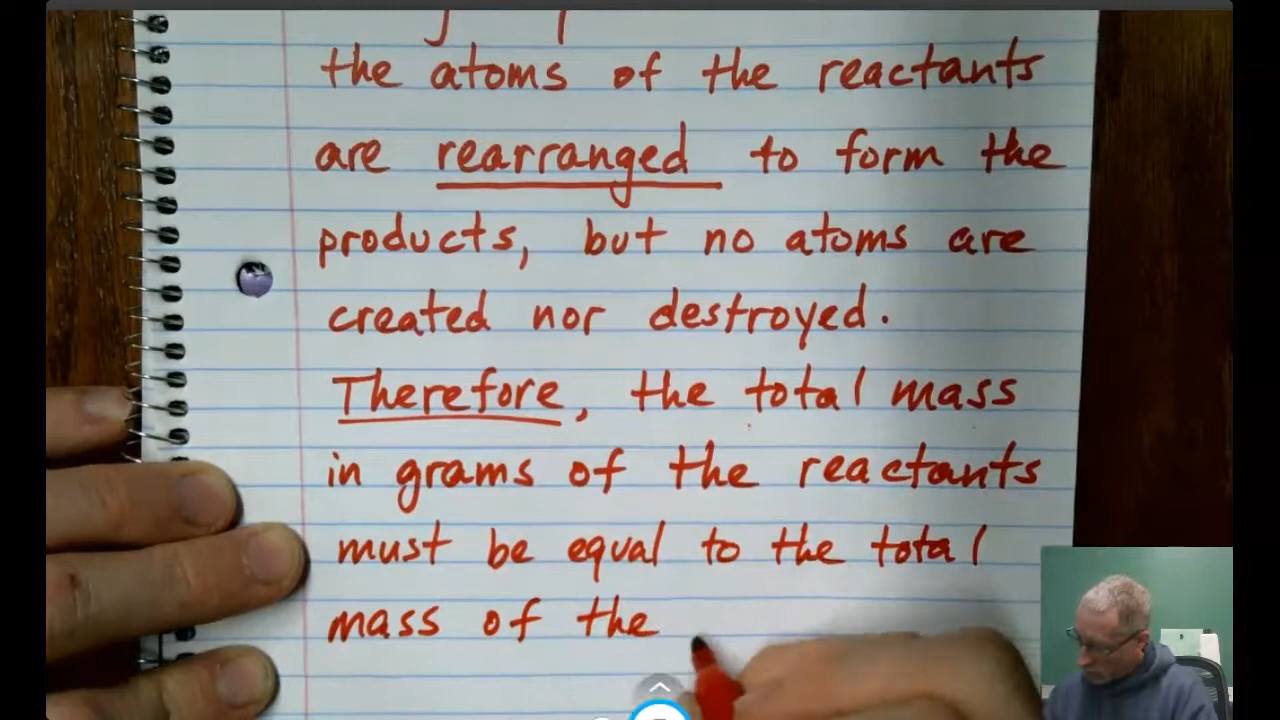 the atoms of the reactants
are rearranged to form the
products, but no atoms are
created nor destroyed.
Therefore, the total mass
in grams of the reactants
must be equal to the total
mass of the